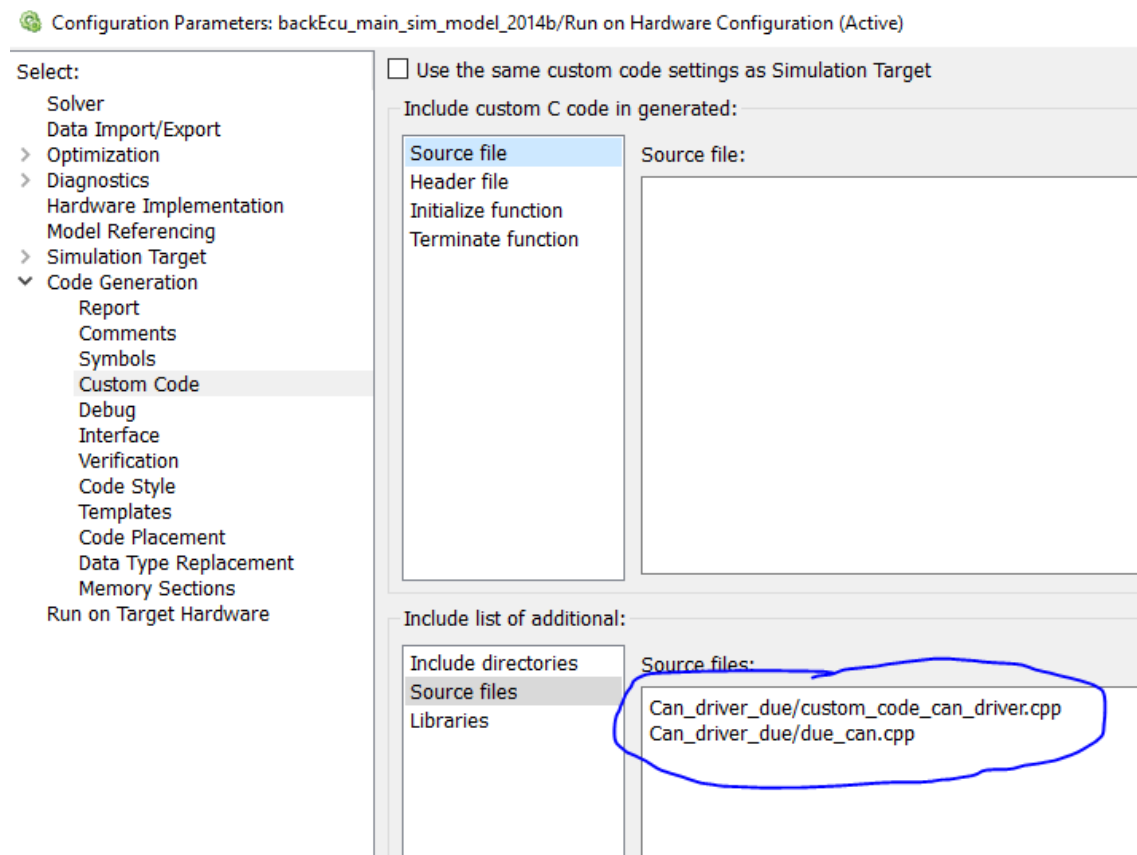 Configuration Parameters: backEcu_main_sim_model_2014b/Run on Hardware Configuration (Active)
Select:
Solver
Data Import/Export
Optimization
Diagnostics
Hardware Implementation
Model Referencing
Simulation Target
Code Generation
Report
Comments
Symbols
Custom Code
Debug
Interface
Verification
Code Style
Templates
Code Placement
Data Type Replacement
Memory Sections
Run on Target Hardware
Use the same custom code settings as Simulation Target
Include custom C code in generated:
Source file
Header file
Initialize function
Terminate function
Source file:
Include list of additional:
Include directories
Source files
Libraries
Source files:
Can_driver_due/custom_code_can_driver.cpp
Can_driver_due/due_can.cpp